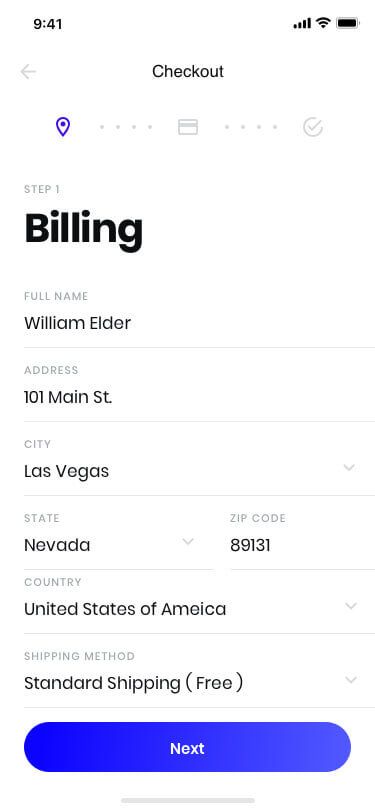 9:41
Checkout
STEP 1
Billing
FULL NAME
William Elder
ADDRESS
101 Main St.
CITY
Las Vegas
STATE ZIP CODE
Nevada 89131
COUNTRY
United States of Ameica
SHIPPING METHOD
Standard Shipping ( Free )
Next